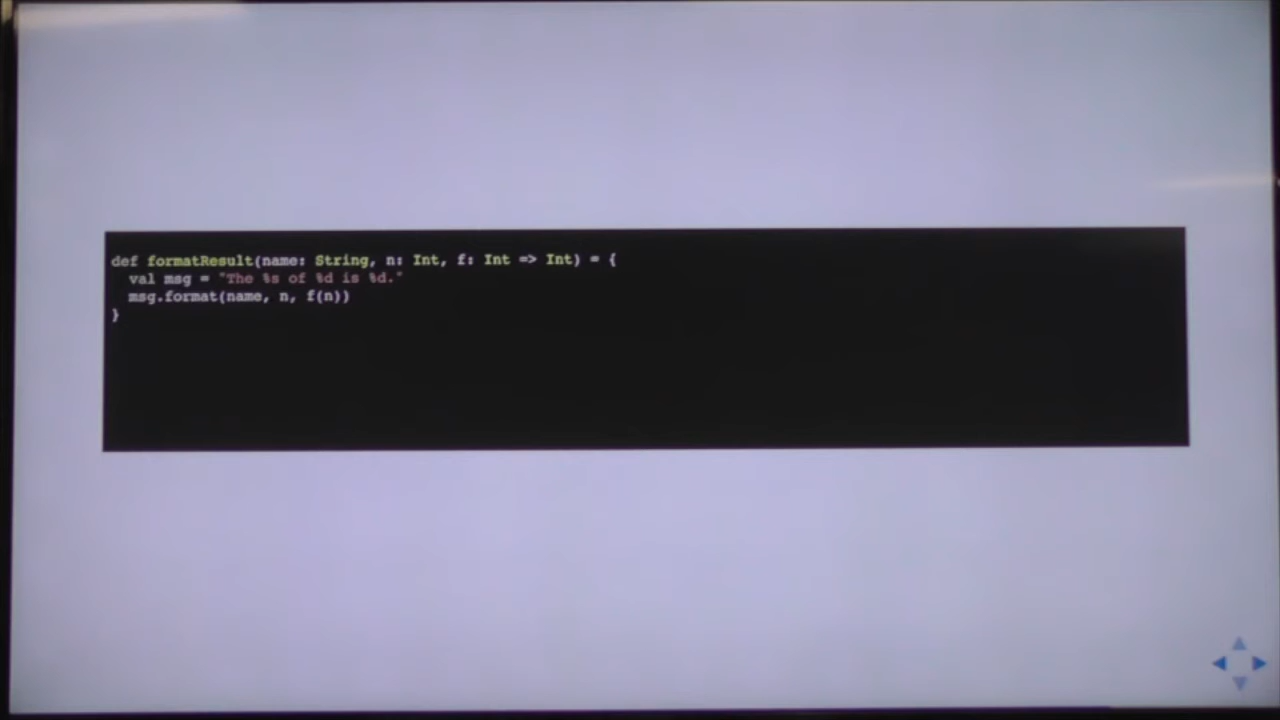 def formatResult(name: String, n: Int, f: Int => Int) = {
  val msg = "The %s of %d is %d."
  msg.format(name, n, f(n))
}